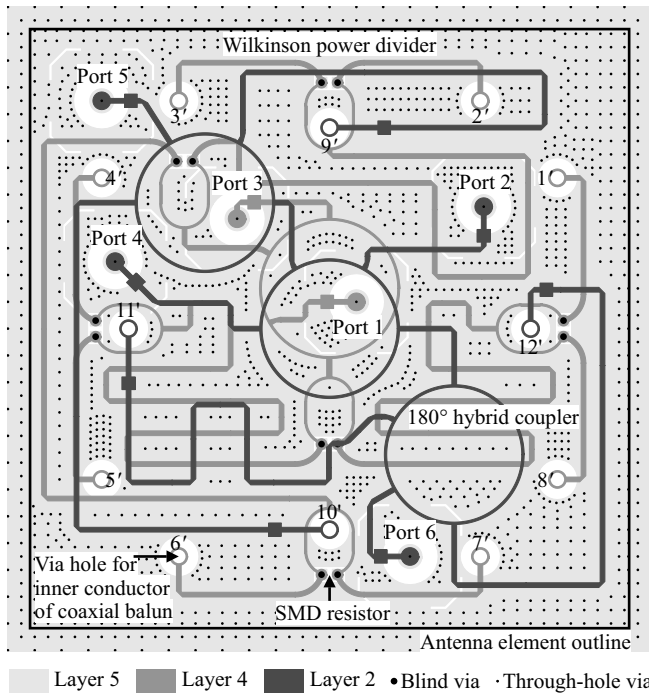 Wilkinson power divider
Port 5
3'
2'
9'
4'
Port 3
Port 2
1'
Port 4
11'
Port 1
12'
180° hybrid coupler
5'
8'
10'
Port 6
6'
7'
Via hole for
inner conductor
of coaxial balun
SMD resistor
Antenna element outline
Layer 5 Layer 4 Layer 2 •Blind via ·Through-hole via